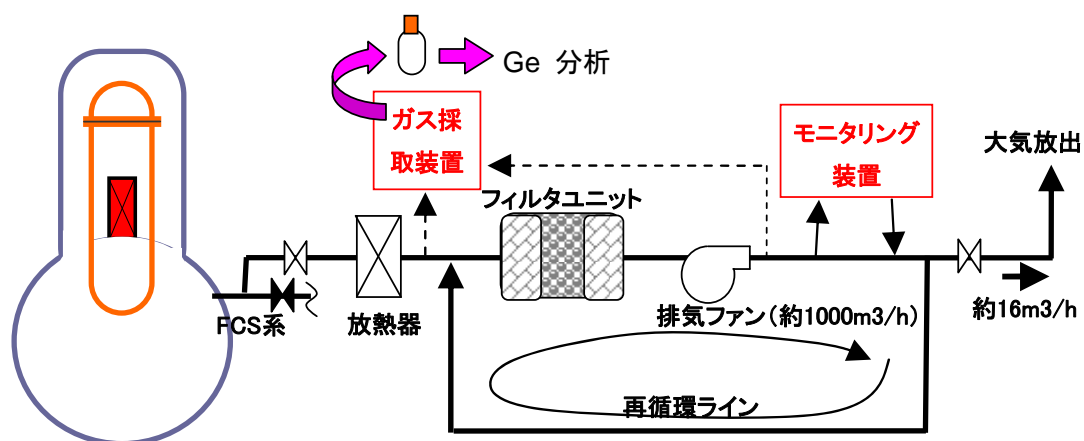 Ge 分析
ガス採
取装置
モニタリング
装置
大気放出
フィルタユニット
FCS系
放熱器
排気ファン(約1000m3/h)
約16m3/h
再循環ライン